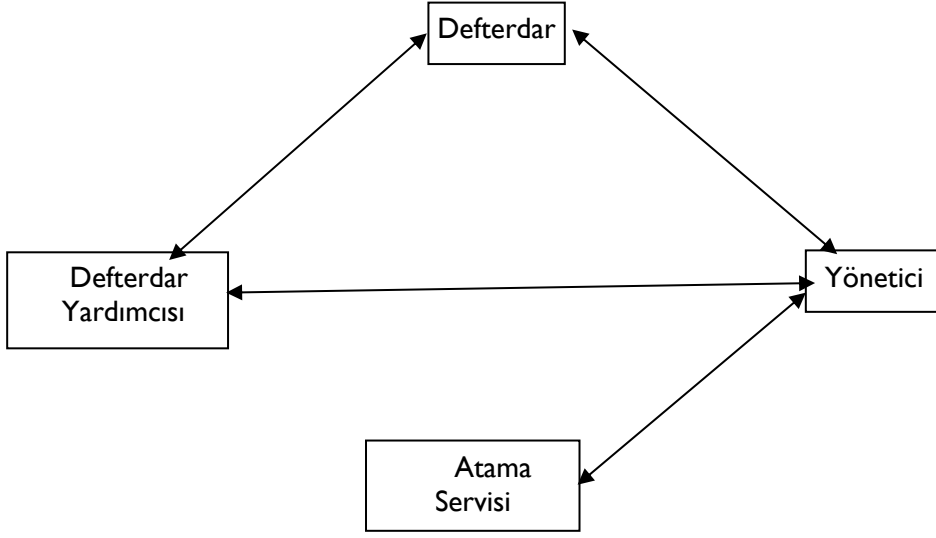 Defterdar
Defterdar
Yardımcısı
Yönetici
Atama
Servisi